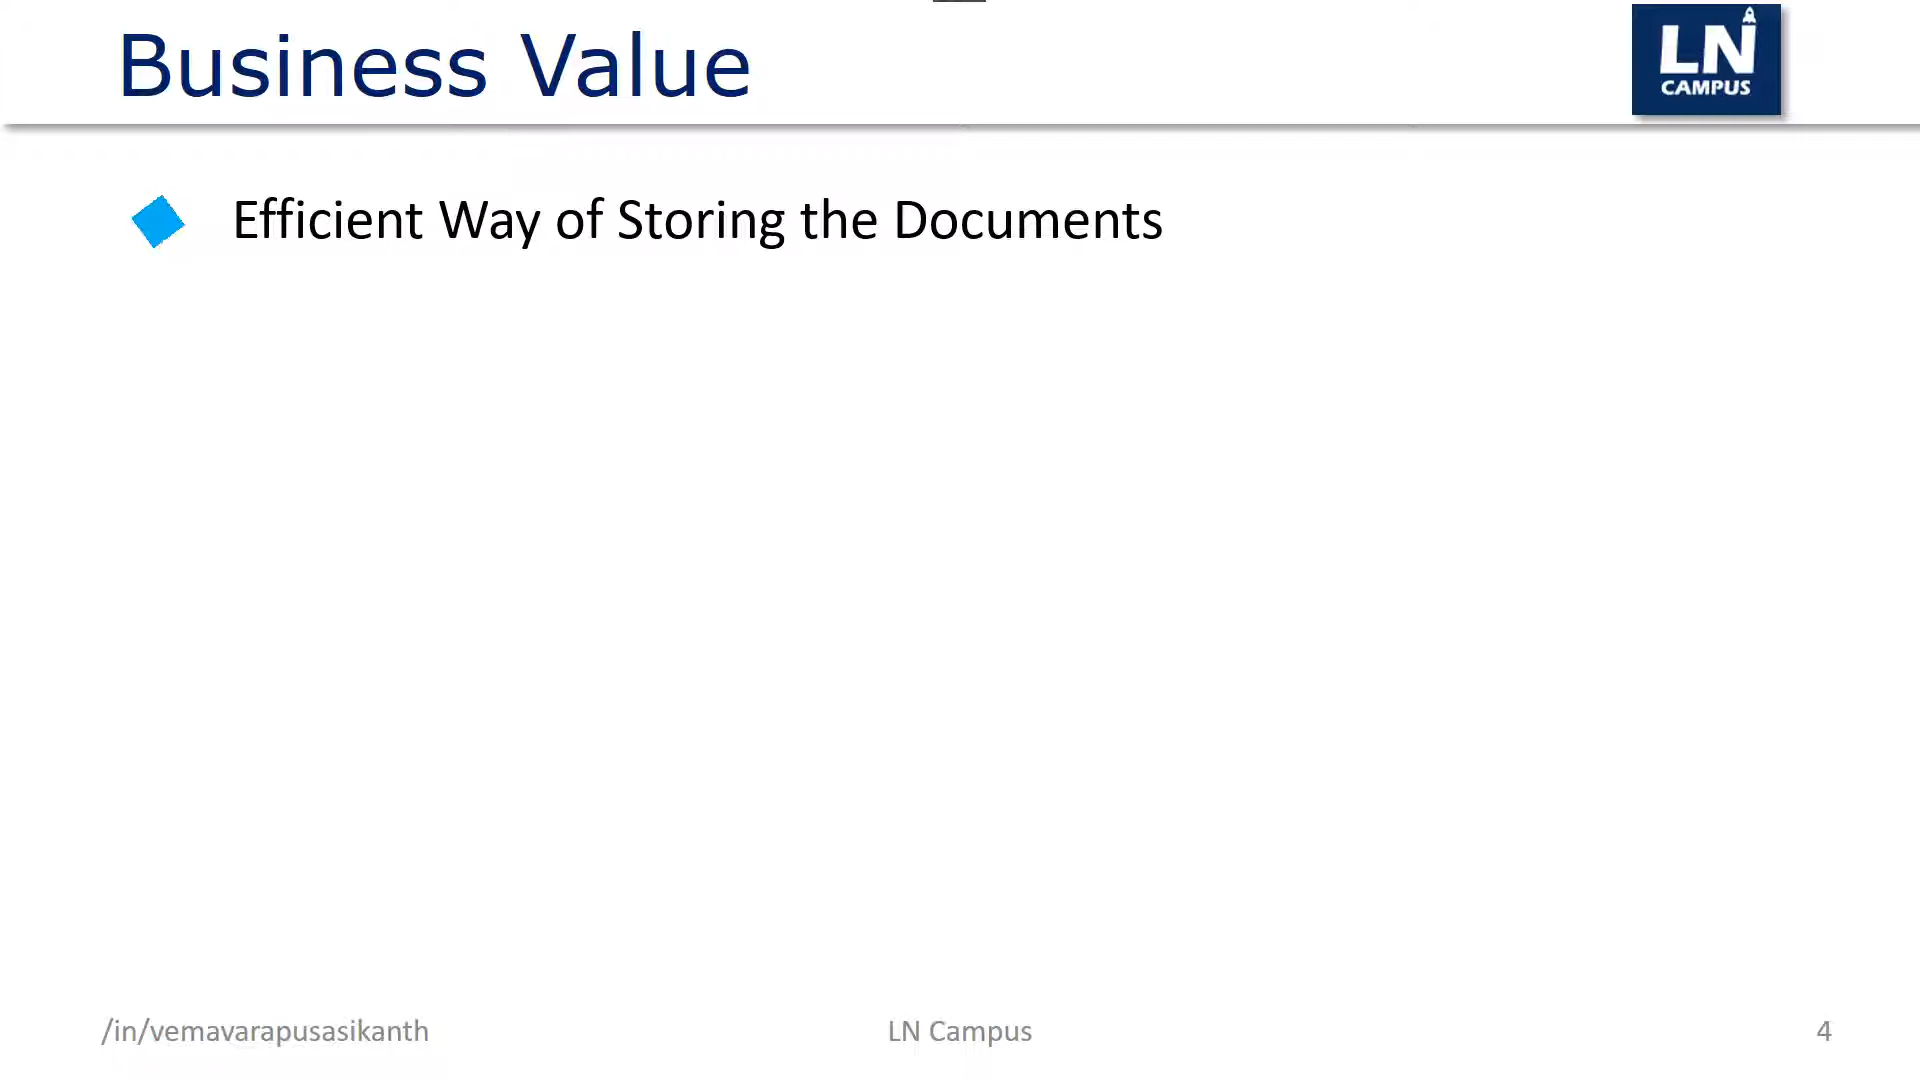 Business Value
LN
CAMPUS
Efficient Way of Storing the Documents
/in/vemavarapusasikanth
LN Campus
4